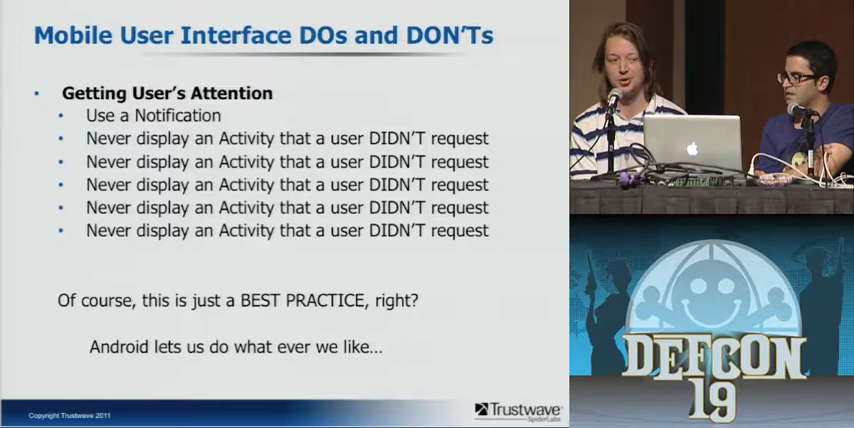 Mobile User Interface DOs and DON'Ts
• Getting User's Attention
• Use a Notification
• Never display an Activity that a user DIDN'T request
• Never display an Activity that a user DIDN'T request
• Never display an Activity that a user DIDN'T request
• Never display an Activity that a user DIDN'T request
• Never display an Activity that a user DIDN'T request
Of course, this is just a BEST PRACTICE, right?
Android lets us do what ever we like...
Copyright Trustwave 2011
Trustwave®
SpiderLabs
DEFCON
19